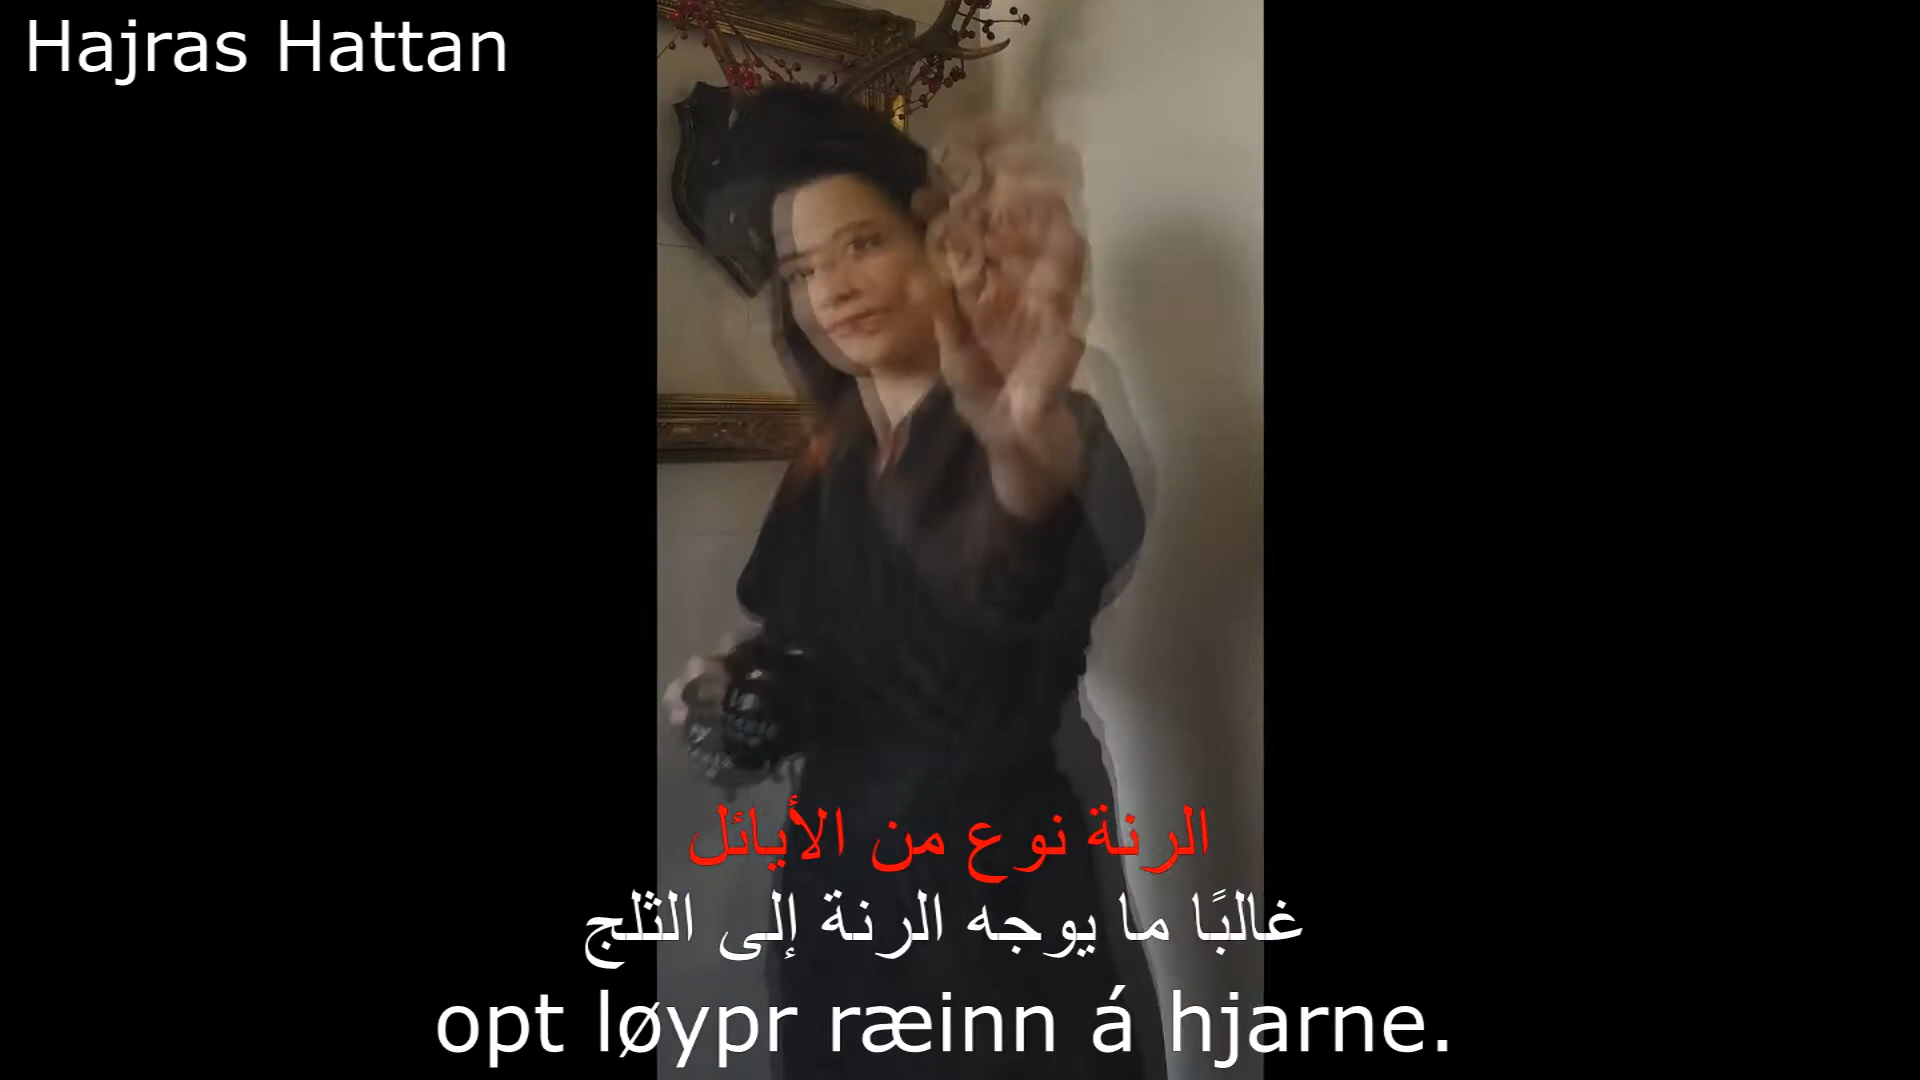 Hajras Hattan
الرنة نوع من الأيائل
غالبًا ما يوجه الرنة إلى الثلج
opt løypr ræinn á hjarne.